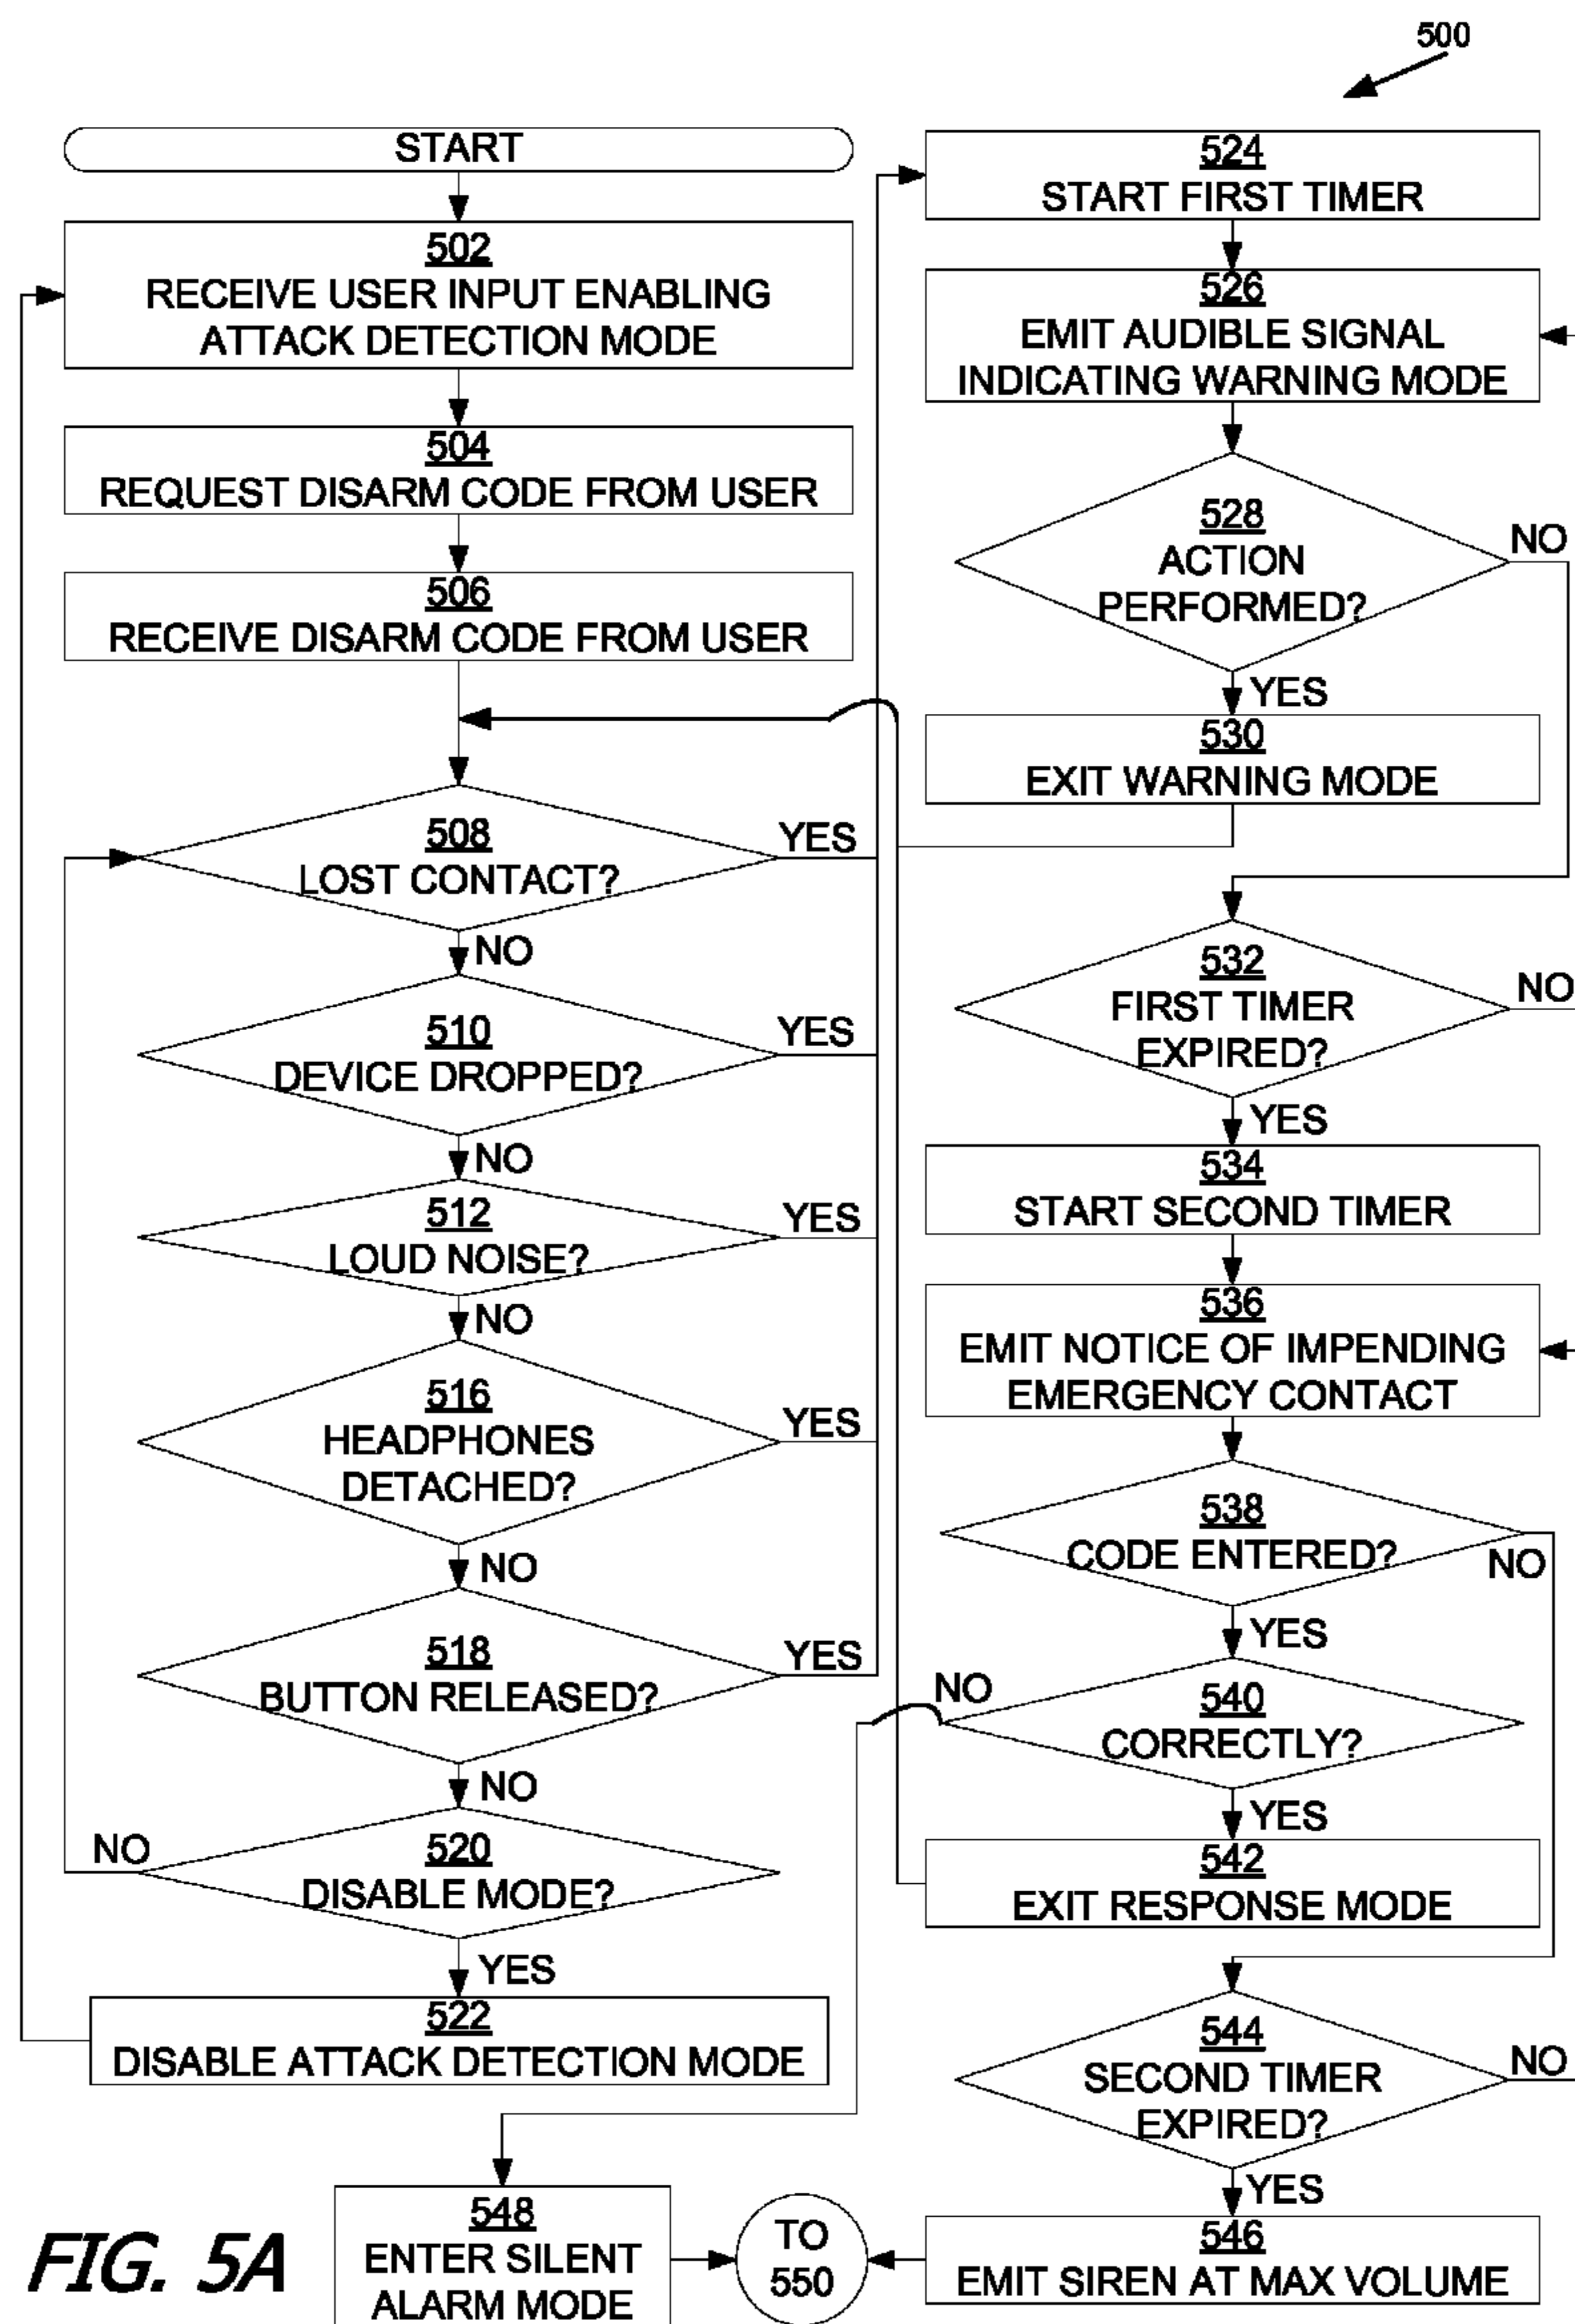 500
START
502
RECEIVE USER INPUT ENABLING
ATTACK DETECTION MODE
504
REQUEST DISARM CODE FROM USER
506
RECEIVE DISARM CODE FROM USER
508
LOST CONTACT?
YES
NO
510
DEVICE DROPPED?
YES
NO
512
LOUD NOISE?
YES
NO
516
HEADPHONES
DETACHED?
YES
NO
518
BUTTON RELEASED?
YES
NO
520
DISABLE MODE?
NO
YES
522
DISABLE ATTACK DETECTION MODE
524
START FIRST TIMER
526
EMIT AUDIBLE SIGNAL
INDICATING WARNING MODE
528
ACTION
PERFORMED?
NO
YES
530
EXIT WARNING MODE
532
FIRST TIMER
EXPIRED?
NO
YES
534
START SECOND TIMER
536
EMIT NOTICE OF IMPENDING
EMERGENCY CONTACT
538
CODE ENTERED?
NO
YES
540
CORRECTLY?
NO
YES
542
EXIT RESPONSE MODE
544
SECOND TIMER
EXPIRED?
NO
YES
546
EMIT SIREN AT MAX VOLUME
548
ENTER SILENT
ALARM MODE
TO
550
FIG. 5A